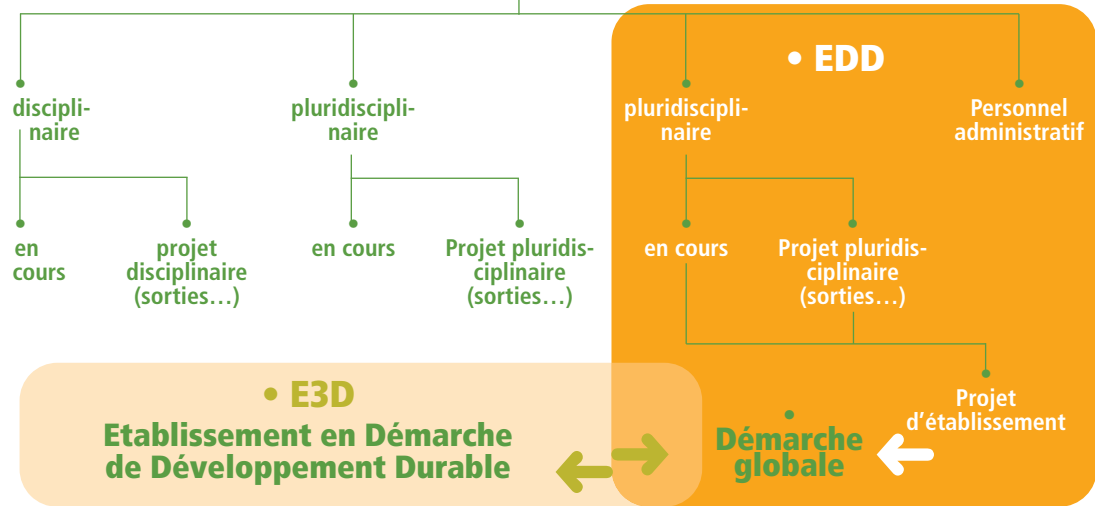 • EDD
discipli-
naire
pluridiscipli-
naire
pluridiscipli-
naire
Personnel
administratif
en
cours
projet
disciplinaire
(sorties…)
en cours
Projet pluridis-
ciplinaire
(sorties…)
en cours
Projet pluridis-
ciplinaire
(sorties…)
• E3D
Etablissement en Démarche
de Développement Durable
Démarche
globale
Projet
d’établissement